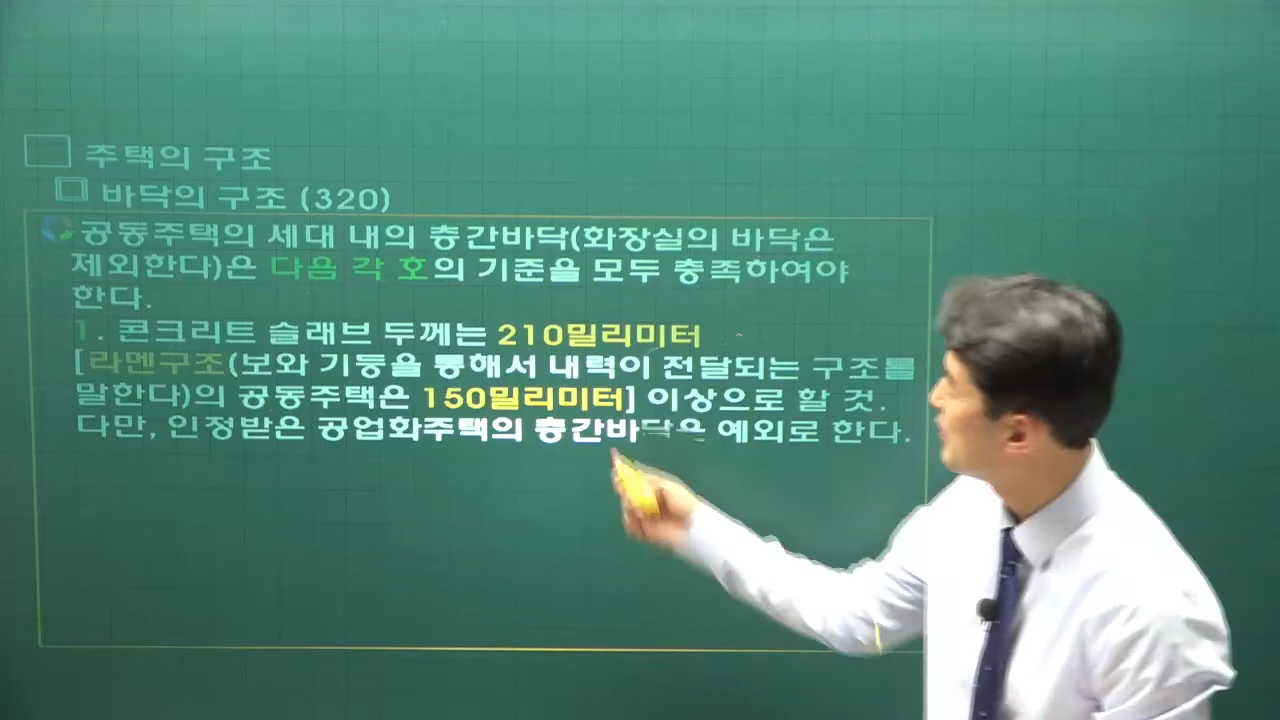 주택의 구조
바닥의 구조 (320)
공동주택의 세대 내의 층간바닥(화장실의 바닥은
제외한다)은 다음 각 호의 기준을 모두 충족하여야
한다.
1. 콘크리트 슬래브 두께는 210밀리미터
[라멘구조(보와 기둥을 통해서 내력이 전달되는 구조를
말한다)의 공동주택은 150밀리미터] 이상으로 할 것.
다만, 인정받은 공업화주택의 층간바닥은 예외로 한다.